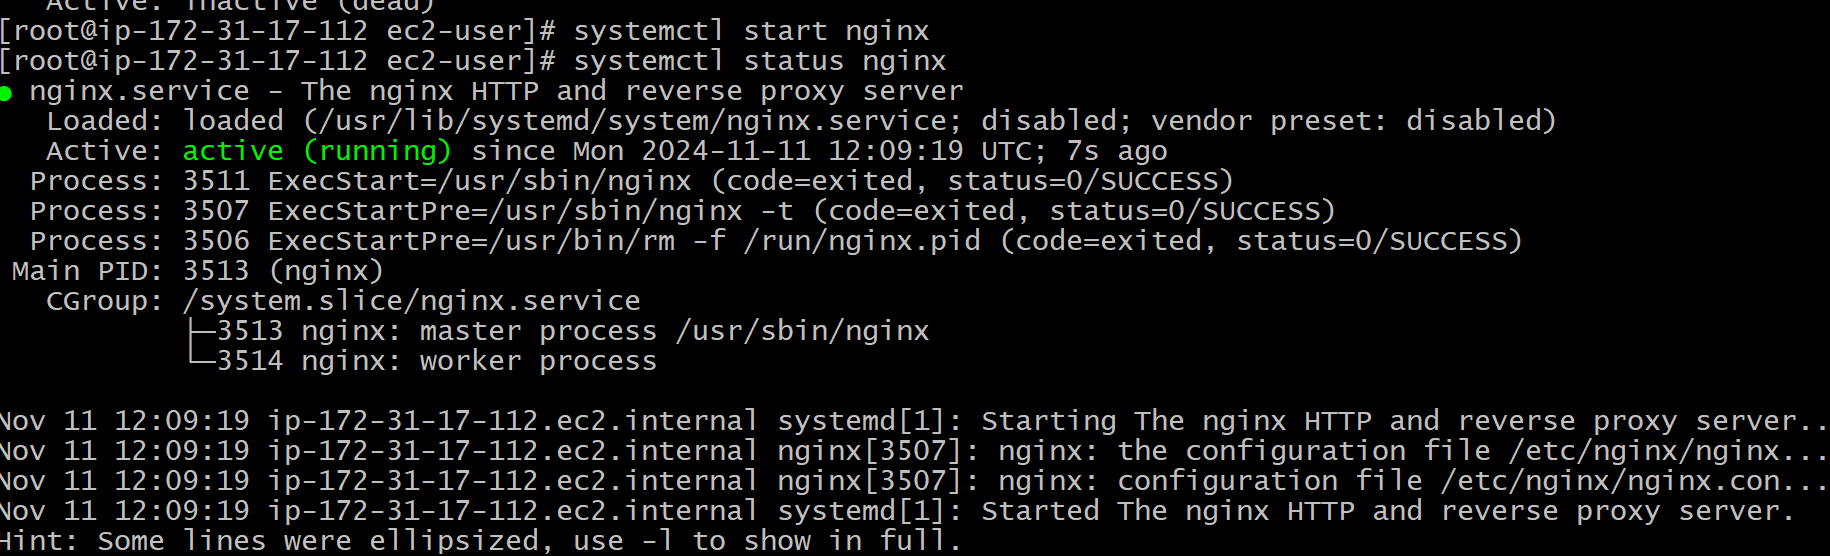 Active: inactive (dead)
[root@ip-172-31-17-112 ec2-user]# systemctl start nginx
[root@ip-172-31-17-112 ec2-user]# systemctl status nginx
● nginx.service - The nginx HTTP and reverse proxy server
Loaded: loaded (/usr/lib/systemd/system/nginx.service; disabled; vendor preset: disabled)
Active: active (running) since Mon 2024-11-11 12:09:19 UTC; 7s ago
Process: 3511 ExecStart=/usr/sbin/nginx (code=exited, status=0/SUCCESS)
Process: 3507 ExecStartPre=/usr/sbin/nginx -t (code=exited, status=0/SUCCESS)
Process: 3506 ExecStartPre=/usr/bin/rm -f /run/nginx.pid (code=exited, status=0/SUCCESS)
Main PID: 3513 (nginx)
CGroup: /system.slice/nginx.service
├─3513 nginx: master process /usr/sbin/nginx
└─3514 nginx: worker process
Nov 11 12:09:19 ip-172-31-17-112.ec2.internal systemd[1]: Starting The nginx HTTP and reverse proxy server...
Nov 11 12:09:19 ip-172-31-17-112.ec2.internal nginx[3507]: nginx: the configuration file /etc/nginx/nginx...
Nov 11 12:09:19 ip-172-31-17-112.ec2.internal nginx[3507]: nginx: configuration file /etc/nginx/nginx.con...
Nov 11 12:09:19 ip-172-31-17-112.ec2.internal systemd[1]: Started The nginx HTTP and reverse proxy server.
Hint: Some lines were ellipsized, use -l to show in full.